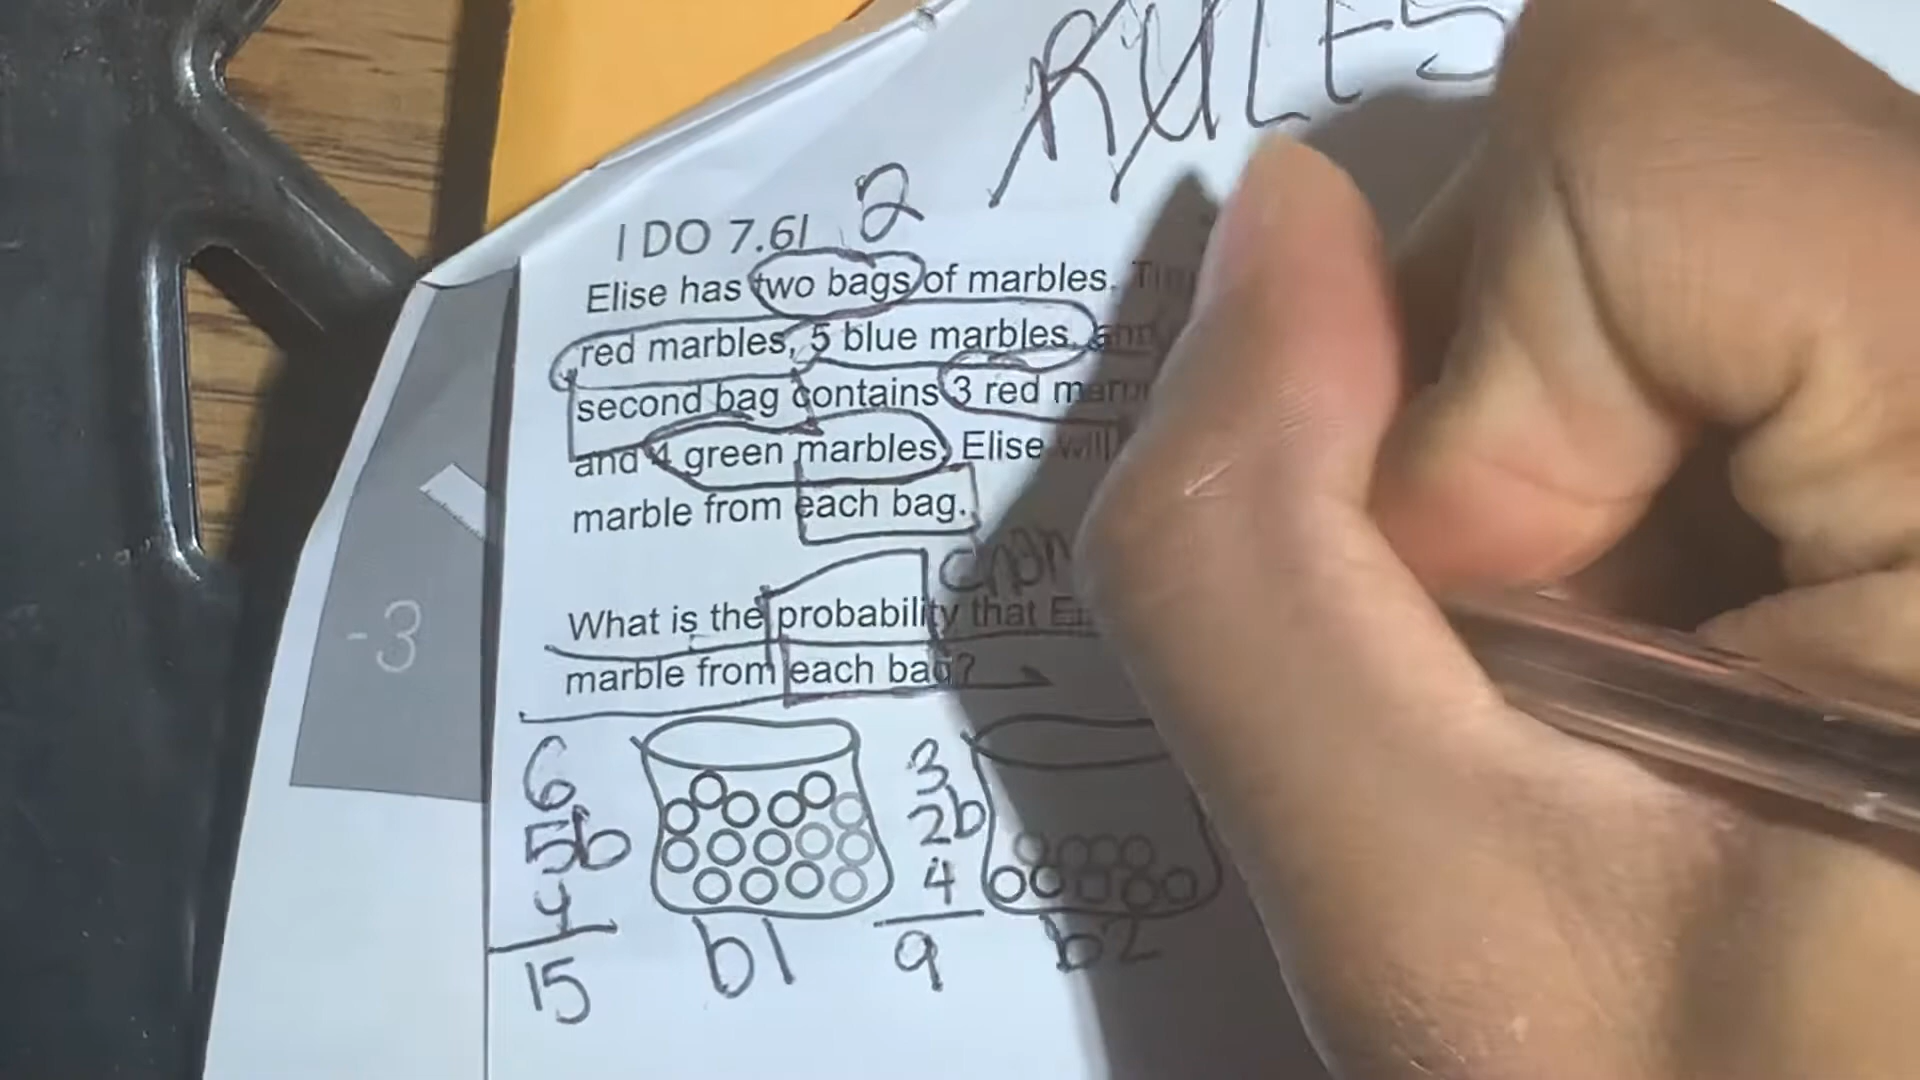 RULES
I DO 7.6I 2
Elise has two bags of marbles.
red marbles, 5 blue marbles, and
second bag contains 3 red
and 4 green marbles. Elise will
marble from each bag.
What is the probability that
marble from each bag?
-3
6
5b
4
15
b1
3
2b
4
9
b2